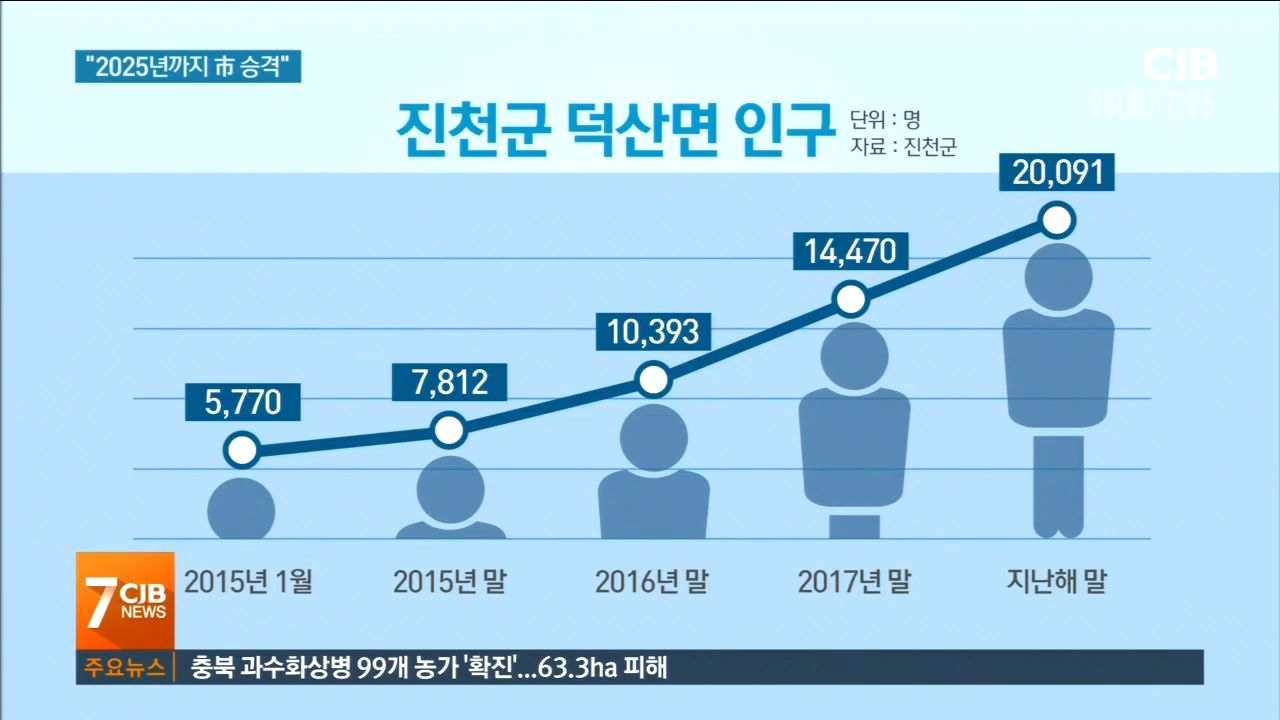 "2025년까지 市 승격"
CJB
25(화) 7:25
진천군 덕산면 인구
단위 : 명
자료 : 진천군
20,091
14,470
10,393
7,812
5,770
2015년 1월
2015년 말
2016년 말
2017년 말
지난해 말
7 CJB NEWS
주요뉴스
충북 과수화상병 99개 농가 '확진'...63.3ha 피해